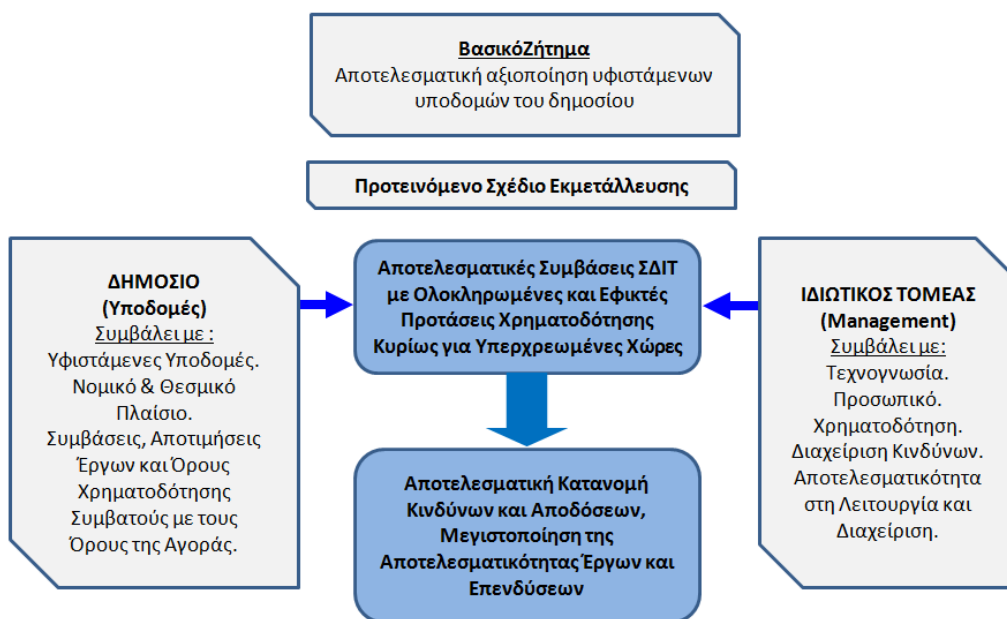 ΒασικόΖήτημα
Αποτελεσματική αξιοποίηση υφιστάμενων
υποδομών του δημοσίου
Προτεινόμενο Σχέδιο Εκμετάλλευσης
ΔΗΜΟΣΙΟ
(Υποδομές)
Συμβάλει με :
Υφιστάμενες Υποδομές.
Νομικό & Θεσμικό
Πλαίσιο.
Συμβάσεις, Αποτιμήσεις
Έργων και Όρους
Χρηματοδότησης
Συμβατούς με τους
Όρους της Αγοράς.
Αποτελεσματικές Συμβάσεις ΣΔΙΤ
με Ολοκληρωμένες και Εφικτές
Προτάσεις Χρηματοδότησης
Κυρίως για Υπερχρεωμένες Χώρες
Αποτελεσματική Κατανομή
Κινδύνων και Αποδόσεων,
Μεγιστοποίηση της
Αποτελεσματικότητας Έργων και
Επενδύσεων
ΙΔΙΩΤΙΚΟΣ ΤΟΜΕΑΣ
(Management)
Συμβάλει με:
Τεχνογνωσία.
Προσωπικό.
Χρηματοδότηση.
Διαχείριση Κινδύνων.
Αποτελεσματικότητα
στη Λειτουργία και
Διαχείριση.